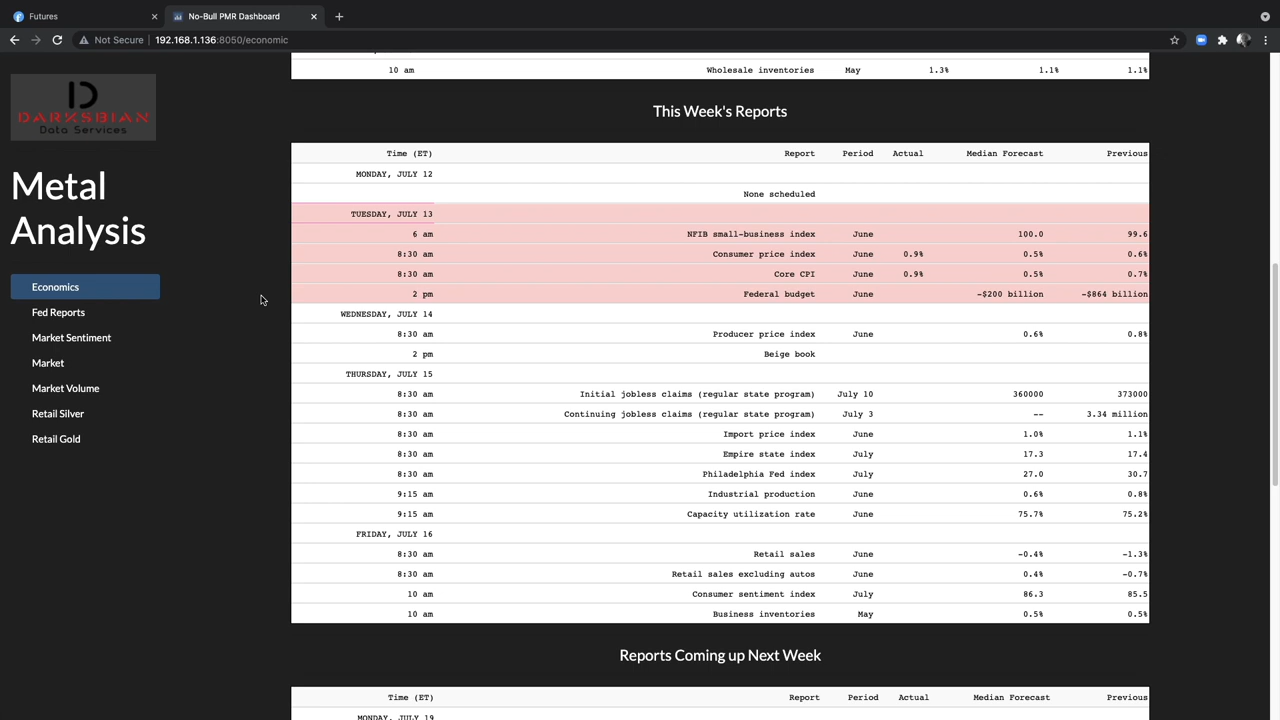 Futures
No-Bull PMR Dashboard
Not Secure 192.168.1.136:8050/economic
DARKSBIAN
Data Services
Metal
Analysis
Economics
Fed Reports
Market Sentiment
Market
Market Volume
Retail Silver
Retail Gold
10 am Wholesale inventories May 1.3% 1.1% 1.1%
This Week's Reports
Time (ET) Report Period Actual Median Forecast Previous
MONDAY, JULY 12
None scheduled
TUESDAY, JULY 13
6 am NFIB small-business index June 100.0 99.6
8:30 am Consumer price index June 0.9% 0.5% 0.6%
8:30 am Core CPI June 0.9% 0.5% 0.7%
2 pm Federal budget June -$200 billion -$864 billion
WEDNESDAY, JULY 14
8:30 am Producer price index June 0.6% 0.8%
2 pm Beige book
THURSDAY, JULY 15
8:30 am Initial jobless claims (regular state program) July 10 360000 373000
8:30 am Continuing jobless claims (regular state program) July 3 -- 3.34 million
8:30 am Import price index June 1.0% 1.1%
8:30 am Empire state index July 17.3 17.4
8:30 am Philadelphia Fed index July 27.0 30.7
9:15 am Industrial production June 0.6% 0.8%
9:15 am Capacity utilization rate June 75.7% 75.2%
FRIDAY, JULY 16
8:30 am Retail sales June -0.4% -1.3%
8:30 am Retail sales excluding autos June 0.4% -0.7%
10 am Consumer sentiment index July 86.3 85.5
10 am Business inventories May 0.5% 0.5%
Reports Coming up Next Week
Time (ET) Report Period Actual Median Forecast Previous
MONDAY, JULY 19